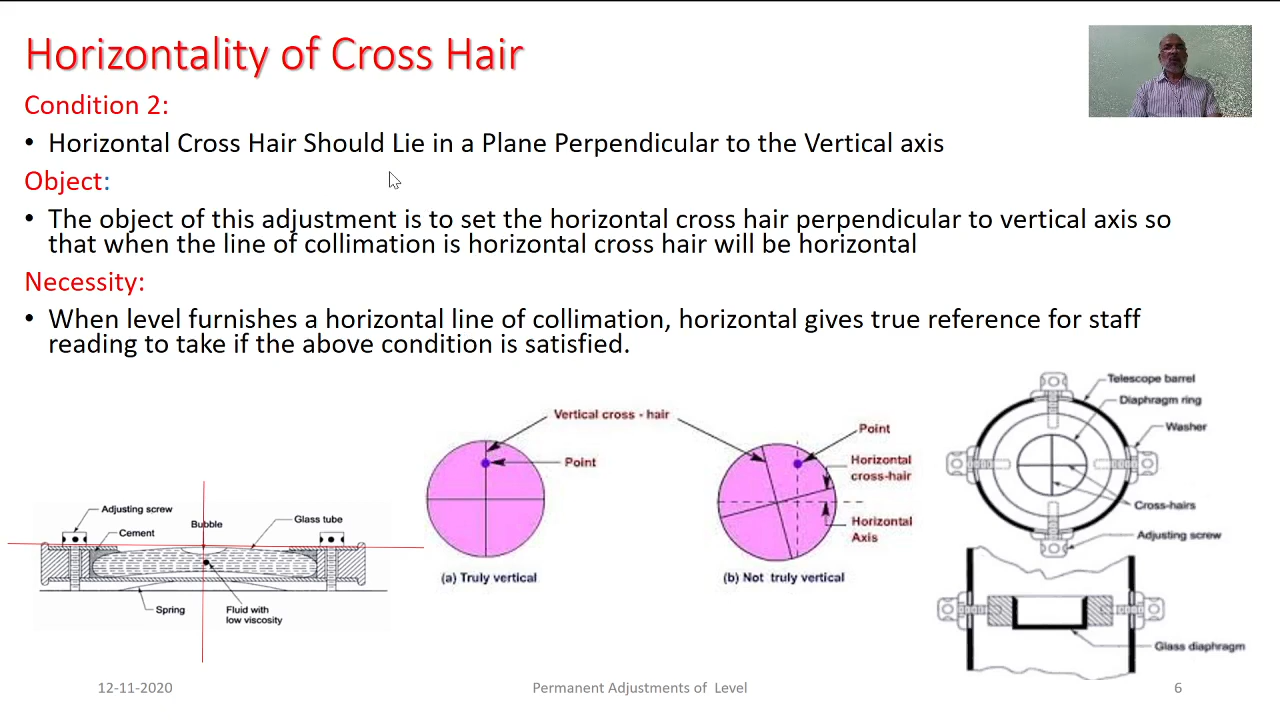 Horizontality of Cross Hair
Condition 2:
• Horizontal Cross Hair Should Lie in a Plane Perpendicular to the Vertical axis
Object:
• The object of this adjustment is to set the horizontal cross hair perpendicular to vertical axis so
that when the line of collimation is horizontal cross hair will be horizontal
Necessity:
• When level furnishes a horizontal line of collimation, horizontal gives true reference for staff
reading to take if the above condition is satisfied.
Adjusting screw
Cement
Bubble
Glass tube
Spring
Fluid with
low viscosity
Vertical cross - hair
Point
(a) Truly vertical
Point
Horizontal
cross-hair
Horizontal
Axis
(b) Not truly vertical
Telescope barrel
Diaphragm ring
Washer
Cross-hairs
Adjusting screw
Glass diaphragm
12-11-2020
Permanent Adjustments of Level
6